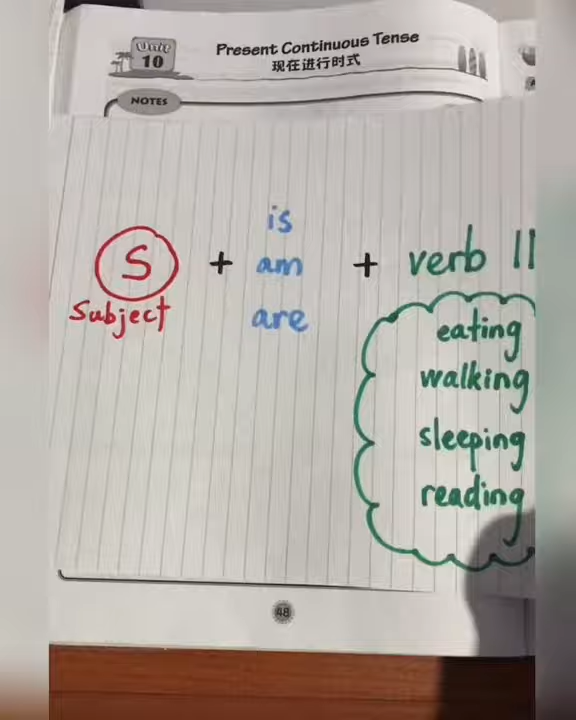 Unit
10
Present Continuous Tense
现在进行时式
NOTES
S
Subject
+
is
am
are
+
verb
eating
walking
sleeping
reading
48